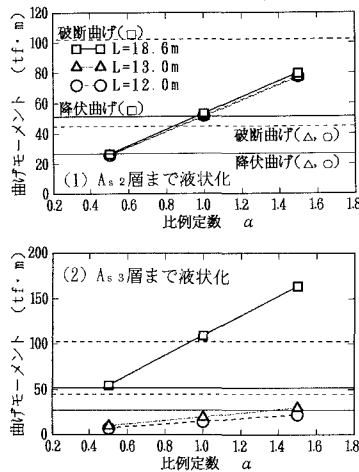 曲げモーメント (tf·m)
120
100
80
60
40
20
0
破断曲げ(□)
□ L=18.6m
△ L=13.0m
○ L=12.0m
降伏曲げ(□)
破断曲げ(△,○)
降伏曲げ(△,○)
(1) As2層まで液状化
0.2 0.4 0.6 0.8 1.0 1.2 1.4 1.6 1.8
比例定数 α
曲げモーメント (tf·m)
200
150
100
50
0
(2) As3層まで液状化
0.2 0.4 0.6 0.8 1.0 1.2 1.4 1.6 1.8
比例定数 α